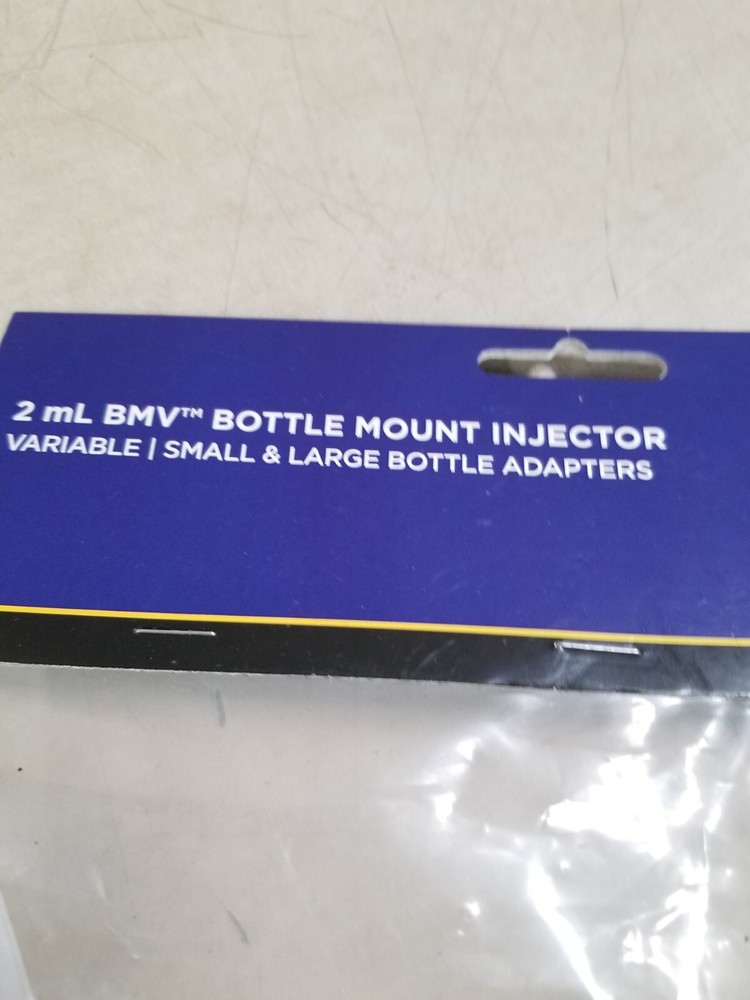 2 mL BMV™ BOTTLE MOUNT INJECTOR
VARIABLE | SMALL & LARGE BOTTLE ADAPTERS